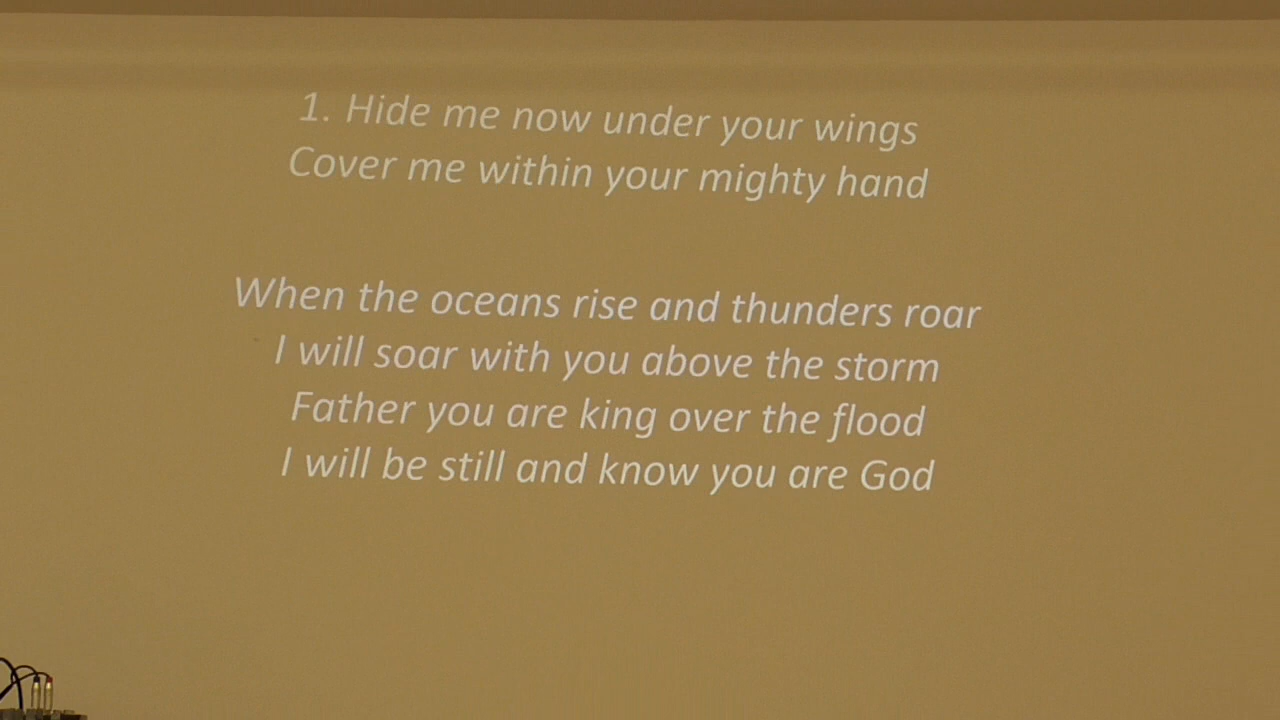 1. Hide me now under your wings
Cover me within your mighty hand
When the oceans rise and thunders roar
I will soar with you above the storm
Father you are king over the flood
I will be still and know you are God